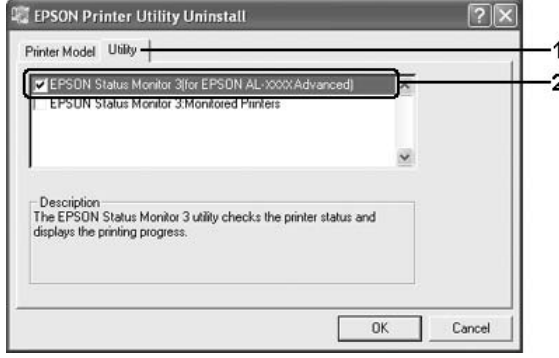 EPSON Printer Utility Uninstall
Printer Model Utility 1
EPSON Status Monitor 3(for EPSON AL-XXXX Advanced) 2
EPSON Status Monitor 3:Monitored Printers
Description
The EPSON Status Monitor 3 utility checks the printer status and
displays the printing progress.
OK Cancel